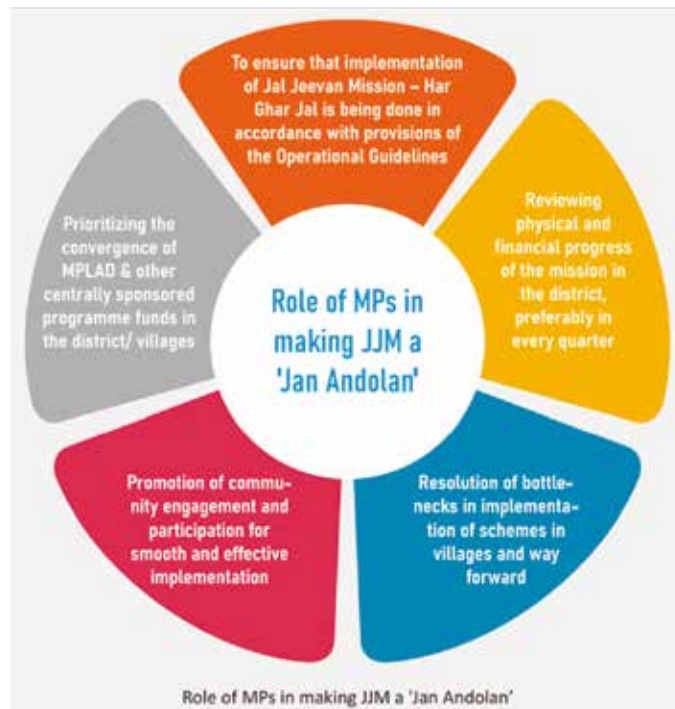 To ensure that implementation
of Jal Jeevan Mission – Har
Ghar Jal is being done in
accordance with provisions of
the Operational Guidelines
Reviewing
physical and
financial progress
of the mission in
the district,
preferably in
every quarter
Resolution of bottle-
necks in implementa-
tion of schemes in
villages and way
forward
Promotion of commu-
nity engagement and
participation for
smooth and effective
implementation
Prioritizing the
convergence of
MPLAD & other
centrally sponsored
programme funds in
the district/ villages
Role of MPs in
making JJM a
'Jan Andolan'
Role of MPs in making JJM a 'Jan Andolan'